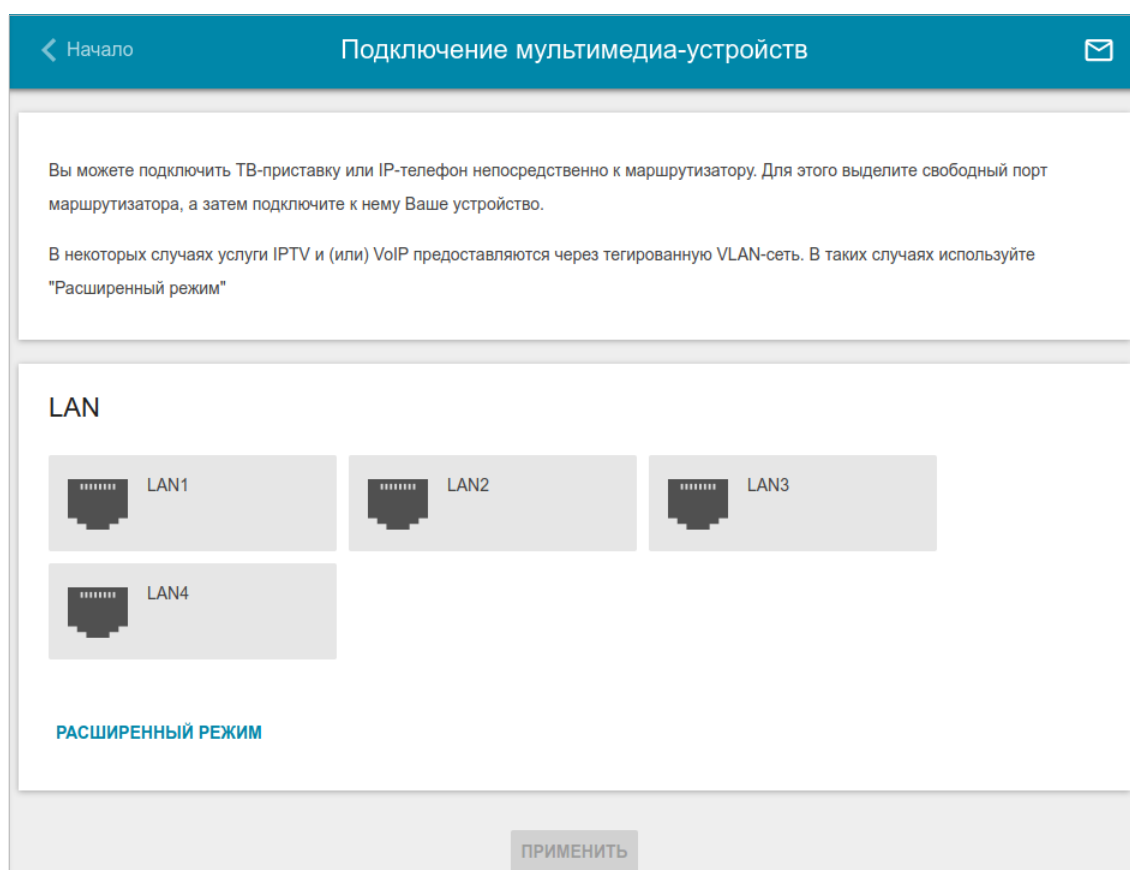 Начало
Подключение мультимедиа-устройств
Вы можете подключить ТВ-приставку или IP-телефон непосредственно к маршрутизатору. Для этого выделите свободный порт
маршрутизатора, а затем подключите к нему Ваше устройство.
В некоторых случаях услуги IPTV и (или) VoIP предоставляются через тегированную VLAN-сеть. В таких случаях используйте
"Расширенный режим"
LAN
LAN1
LAN2
LAN3
LAN4
РАСШИРЕННЫЙ РЕЖИМ
ПРИМЕНИТЬ